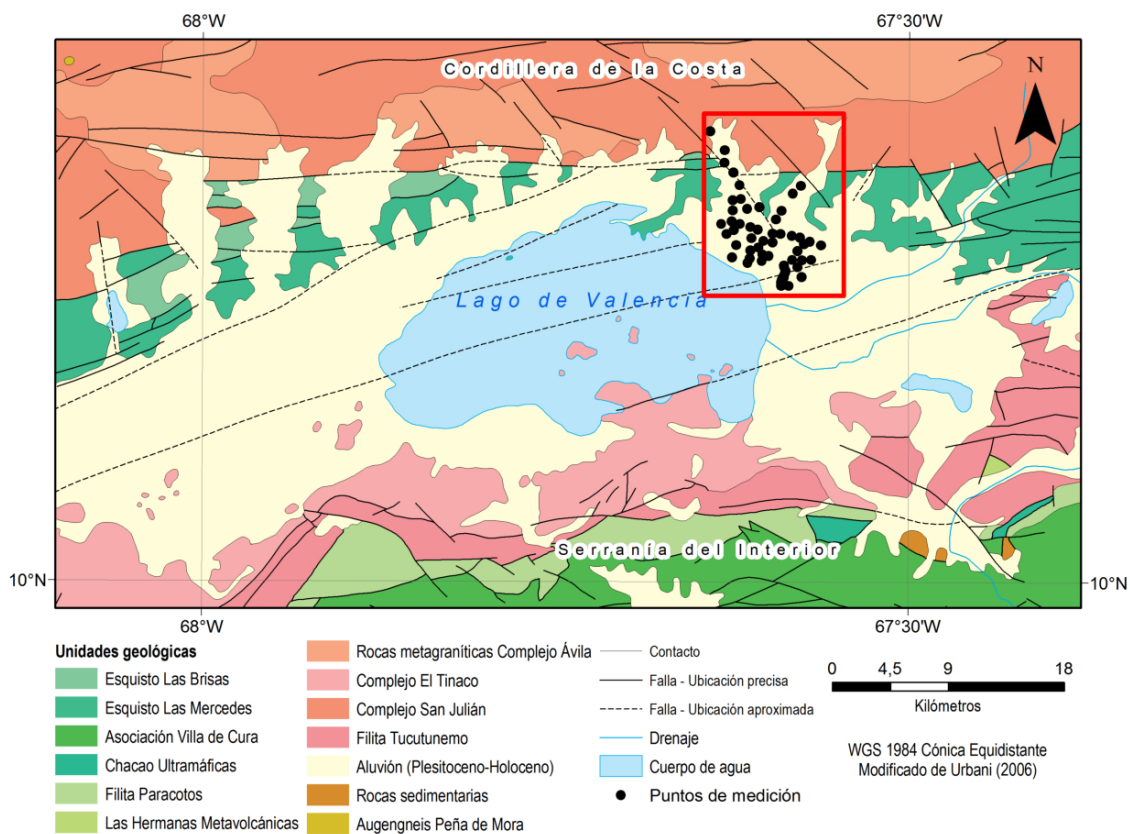 68°W
67°30'W
Cordillera de la Costa
N
Lago de Valencia
Serranía del Interior
10°N
10°N
68°W
67°30'W
Unidades geológicas
Esquisto Las Brisas
Esquisto Las Mercedes
Asociación Villa de Cura
Chacao Ultramáficas
Filita Paracotos
Las Hermanas Metavolcánicas
Rocas metagraníticas Complejo Ávila
Complejo El Tinaco
Complejo San Julián
Filita Tucutunemo
Aluvión (Plesitoceno-Holoceno)
Rocas sedimentarias
Augengneis Peña de Mora
Contacto
Falla - Ubicación precisa
Falla - Ubicación aproximada
Drenaje
Cuerpo de agua
Puntos de medición
0 4,5 9 18
Kilómetros
WGS 1984 Cónica Equidistante
Modificado de Urbani (2006)